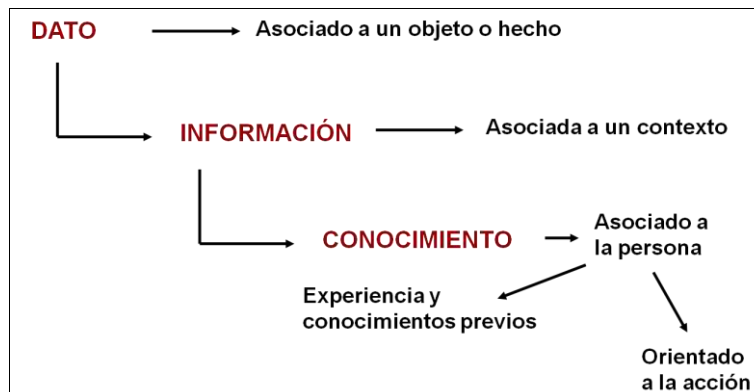 DATO
Asociado a un objeto o hecho
INFORMACIÓN
Asociada a un contexto
CONOCIMIENTO
Asociado a
la persona
Experiencia y
conocimientos previos
Orientado
a la acción